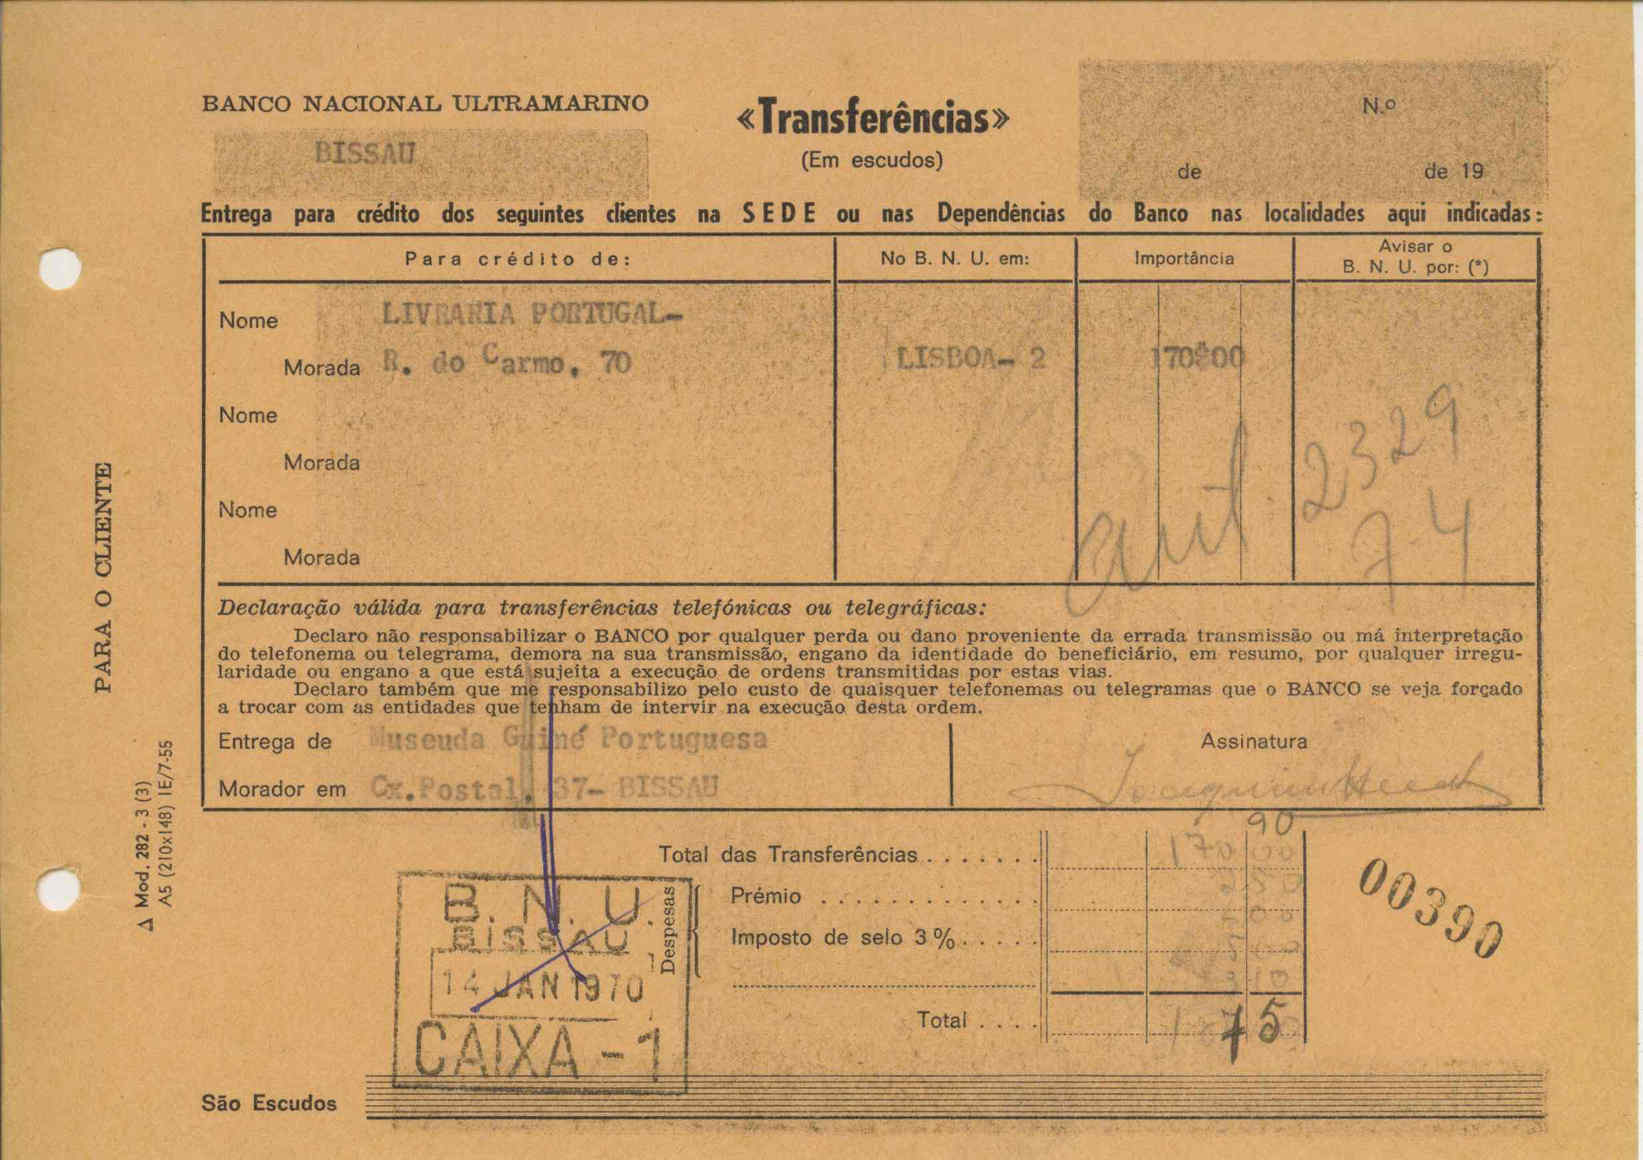 BANCO NACIONAL ULTRAMARINO
BISSAU
«Transferências»
(Em escudos)
N.º
de de 19
Entrega para crédito dos seguintes clientes na SEDE ou nas Dependências do Banco nas localidades aqui indicadas:
Para crédito de: No B. N. U. em: Importância Avisar o
B. N. U. por: (*)
Nome LIVRARIA PORTUGAL-
Morada R. do Carmo, 70 LISBOA- 2 170$00
Nome
Morada
2329
Nome
Morada
74
Declaração válida para transferências telefónicas ou telegráficas:
Declaro não responsabilizar o BANCO por qualquer perda ou dano proveniente da errada transmissão ou má interpretação
do telefonema ou telegrama, demora na sua transmissão, engano da identidade do beneficiário, em resumo, por qualquer irregu-
laridade ou engano a que está sujeita a execução de ordens transmitidas por estas vias.
Declaro também que me responsabilizo pelo custo de quaisquer telefonemas ou telegramas que o BANCO se veja forçado
a trocar com as entidades que tenham de intervir na execução desta ordem.
Entrega de Museuda Guiné Portuguesa Assinatura
Morador em Cx.Postal, 37- BISSAU
90
Total das Transferências . . . . . . . 170 00
Despesas
Prémio . . . . . . . . . . . . .
Imposto de selo 3% . . . . .
Total . . . .
75
00390
B. N. U.
BISSAU
14 JAN 1970
CAIXA - 1
São Escudos
PARA O CLIENTE
Δ Mod. 282 - 3 (3)
A5 (210x148) IE/7-55